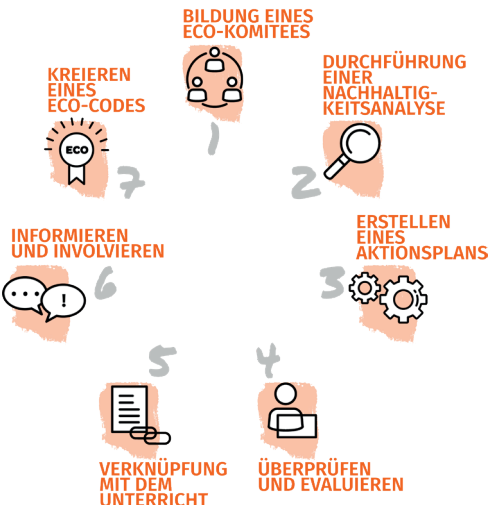 BILDUNG EINES
ECO-KOMITEES
1
DURCHFÜHRUNG
EINER
NACHHALTIG-
KEITSANALYSE
2
ERSTELLEN
EINES
AKTIONSPLANS
3
4
ÜBERPRÜFEN
UND EVALUIEREN
5
VERKNÜPFUNG
MIT DEM
UNTERRICHT
INFORMIEREN
UND INVOLVIEREN
6
!
KREIEREN
EINES
ECO-CODES
ECO
7